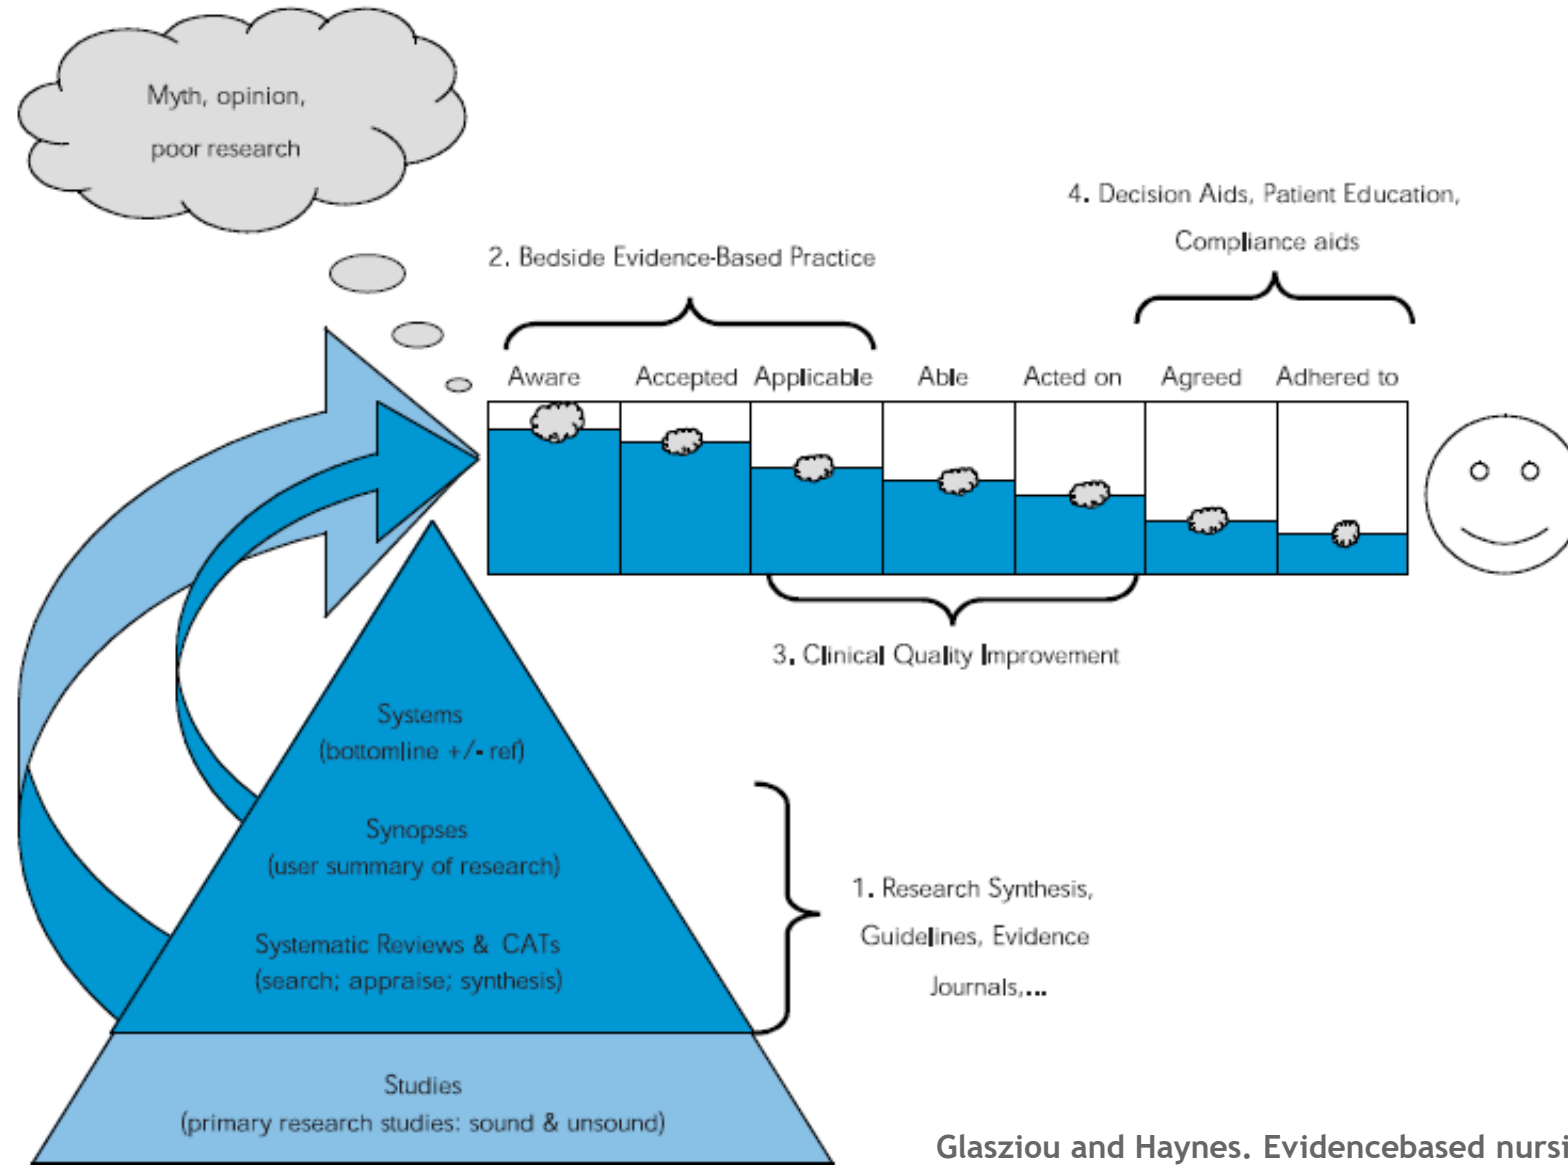 Myth, opinion,
poor research
4. Decision Aids, Patient Education,
Compliance aids
2. Bedside Evidence-Based Practice
Aware Accepted Applicable Able Acted on Agreed Adhered to
3. Clinical Quality Improvement
Systems
(bottomline +/- ref)
Synopses
(user summary of research)
1. Research Synthesis,
Guidelines, Evidence
Journals,...
Systematic Reviews & CATs
(search; appraise; synthesis)
Studies
(primary research studies: sound & unsound)
Glasziou and Haynes. Evidencebased nursi